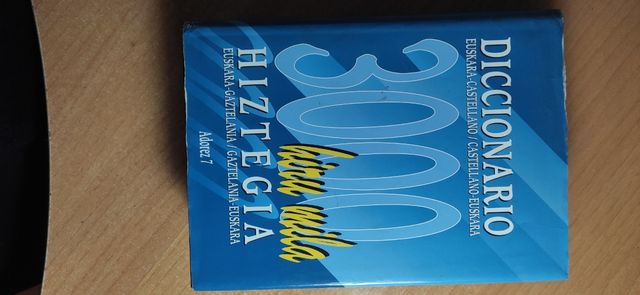 DICCIONARIO
EUSKARA-CASTELLANO / CASTELLANO-EUSKARA
3000
hiru mila
HIZTEGIA
EUSKARA-GAZTELANIA / GAZTELANIA-EUSKARA
Adorez 7